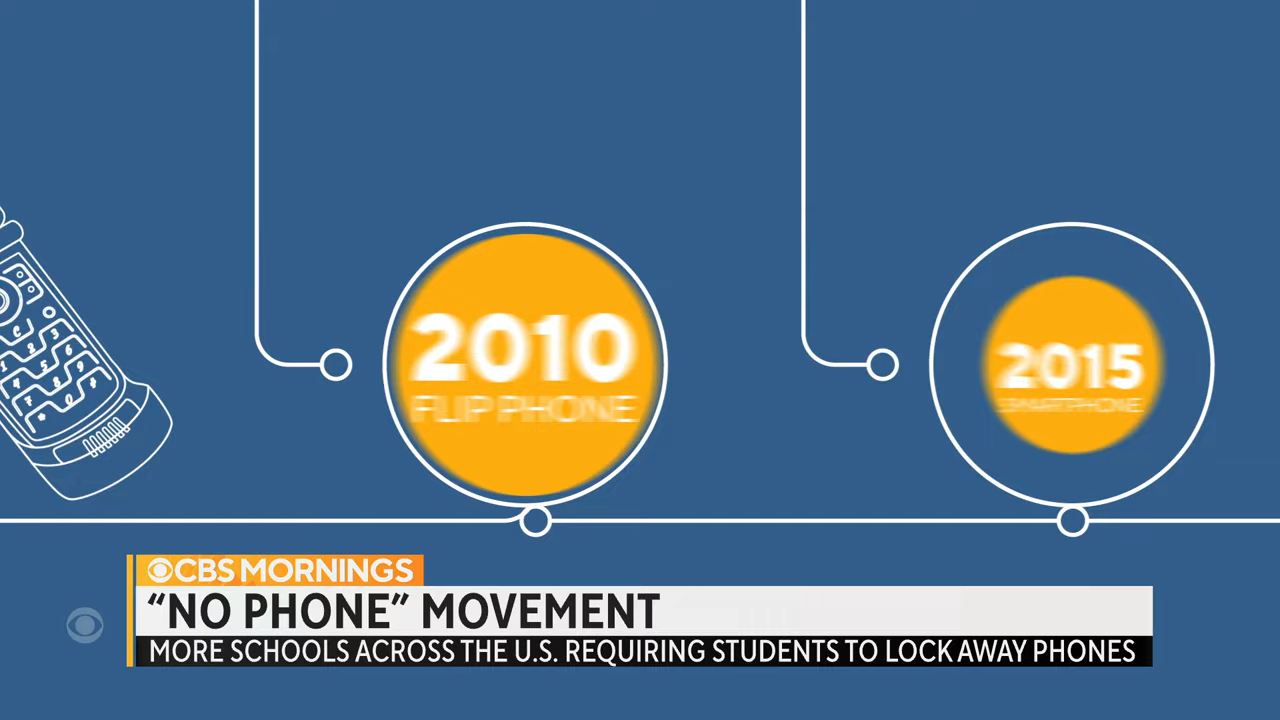 2010
FLIP PHONE
2015
SMARTPHONE
CBS MORNINGS
“NO PHONE” MOVEMENT
MORE SCHOOLS ACROSS THE U.S. REQUIRING STUDENTS TO LOCK AWAY PHONES